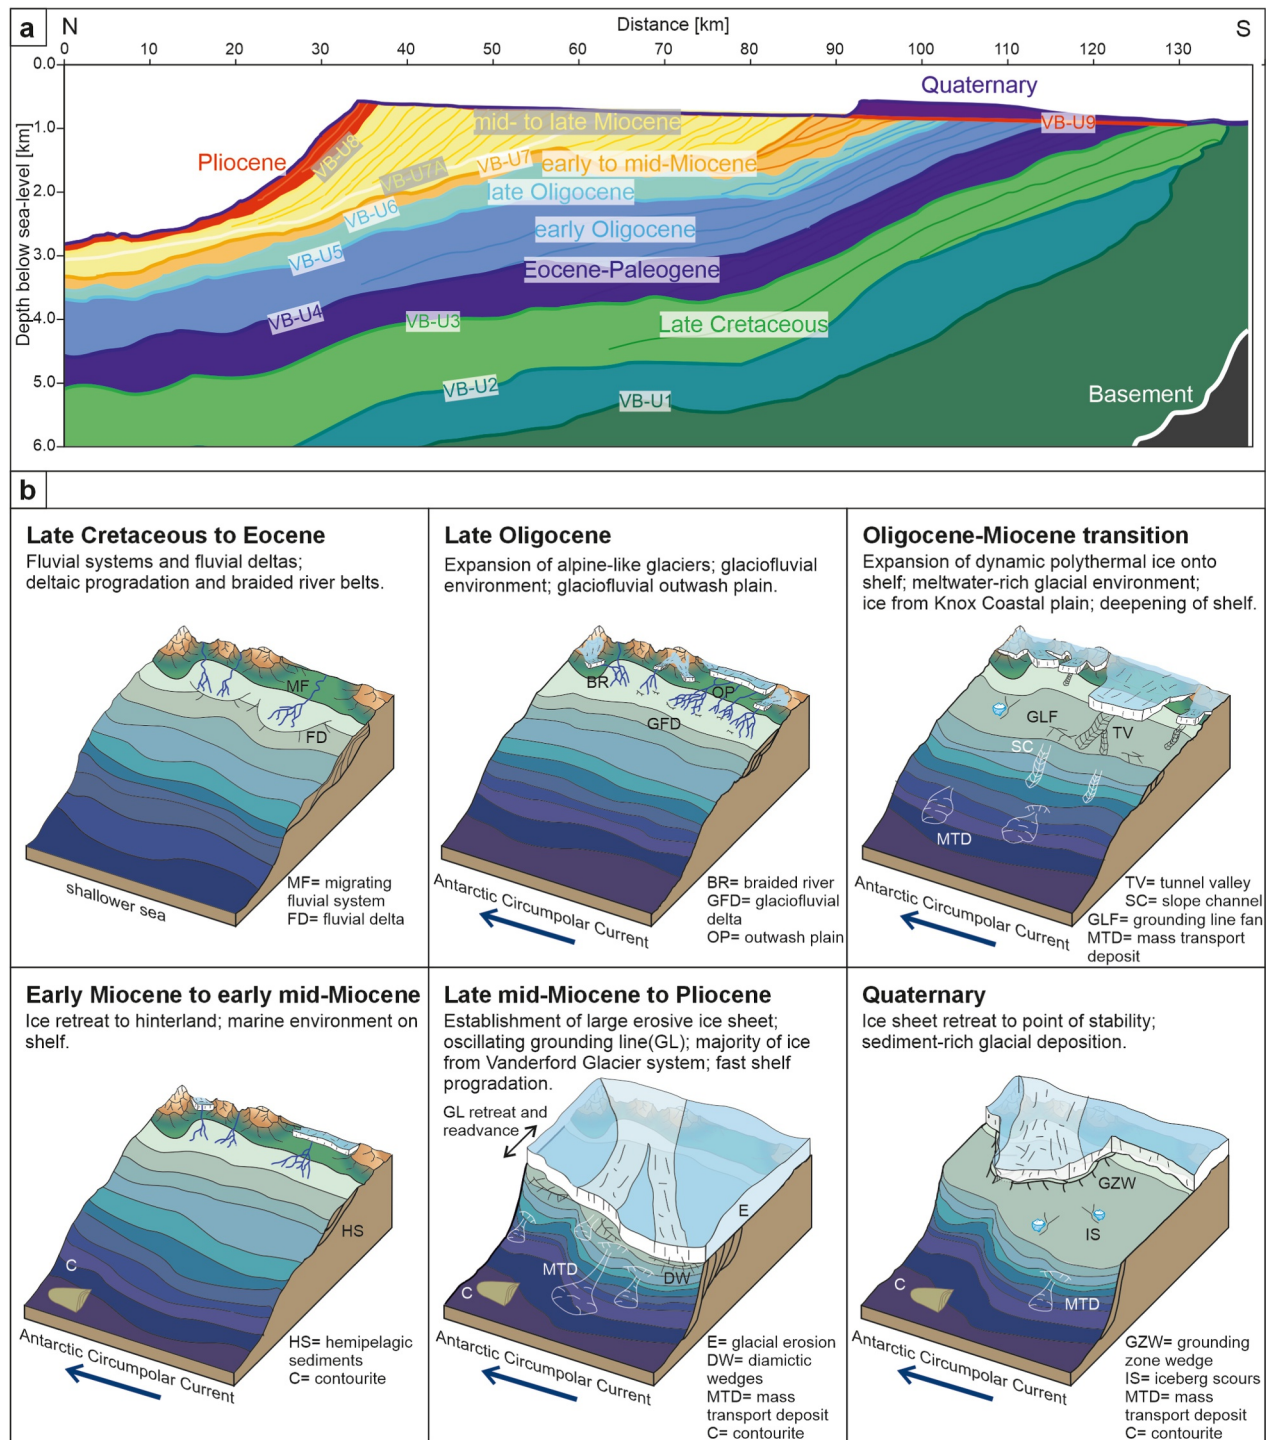 a
N
Distance [km]
S
0 10 20 30 40 50 60 70 80 90 100 110 120 130
Depth below sea-level [km]
0.0
1.0
2.0
3.0
4.0
5.0
6.0
Quaternary
VB-U9
mid- to late Miocene
Pliocene
VB-U8
VB-U7A
VB-U7
early to mid-Miocene
late Oligocene
VB-U6
early Oligocene
VB-U5
Eocene-Paleogene
VB-U4
VB-U3
Late Cretaceous
VB-U2
VB-U1
Basement
b
Late Cretaceous to Eocene
Fluvial systems and fluvial deltas;
deltaic progradation and braided river belts.
MF
FD
shallower sea
MF= migrating
fluvial system
FD= fluvial delta
Late Oligocene
Expansion of alpine-like glaciers; glaciofluvial
environment; glaciofluvial outwash plain.
BR
OP
GFD
Antarctic Circumpolar Current
BR= braided river
GFD= glaciofluvial
delta
OP= outwash plain
Oligocene-Miocene transition
Expansion of dynamic polythermal ice onto
shelf; meltwater-rich glacial environment;
ice from Knox Coastal plain; deepening of shelf.
GLF
TV
SC
MTD
Antarctic Circumpolar Current
TV= tunnel valley
SC= slope channel
GLF= grounding line fan
MTD= mass transport
deposit
Early Miocene to early mid-Miocene
Ice retreat to hinterland; marine environment on
shelf.
HS
C
Antarctic Circumpolar Current
HS= hemipelagic
sediments
C= contourite
Late mid-Miocene to Pliocene
Establishment of large erosive ice sheet;
oscillating grounding line(GL); majority of ice
from Vanderford Glacier system; fast shelf
progradation.
GL retreat and
readvance
E
MTD
DW
C
Antarctic Circumpolar Current
E= glacial erosion
DW= diamictic
wedges
MTD= mass
transport deposit
C= contourite
Quaternary
Ice sheet retreat to point of stability;
sediment-rich glacial deposition.
GZW
IS
C
MTD
Antarctic Circumpolar Current
GZW= grounding
zone wedge
IS= iceberg scours
MTD= mass
transport deposit
C= contourite